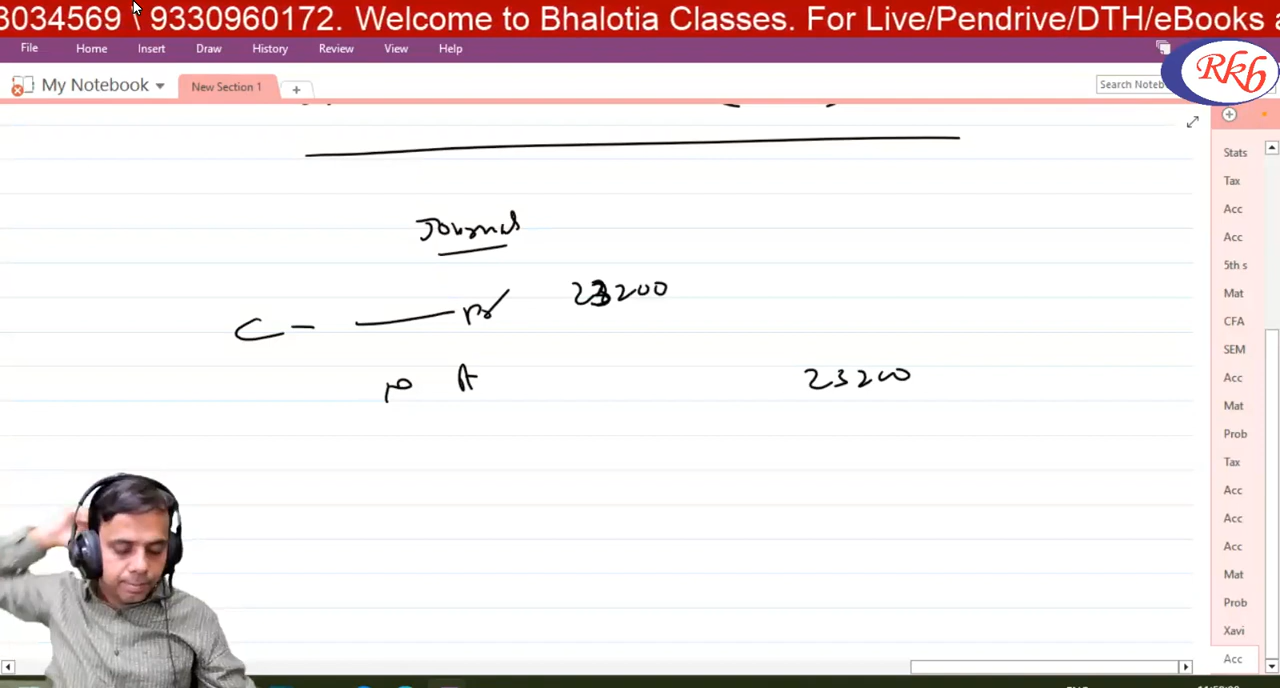 3034569 \ 9330960172. Welcome to Bhalotia Classes. For Live/Pendrive/DTH/eBooks a
File Home Insert Draw History Review View Help
Rkb
My Notebook New Section 1 + Search Noteb
Journal
C — Dr 23200
To A 23200
Stats
Tax
Acc
Acc
5th s
Mat
CFA
SEM
Acc
Mat
Prob
Tax
Acc
Acc
Acc
Mat
Prob
Xavi
Acc